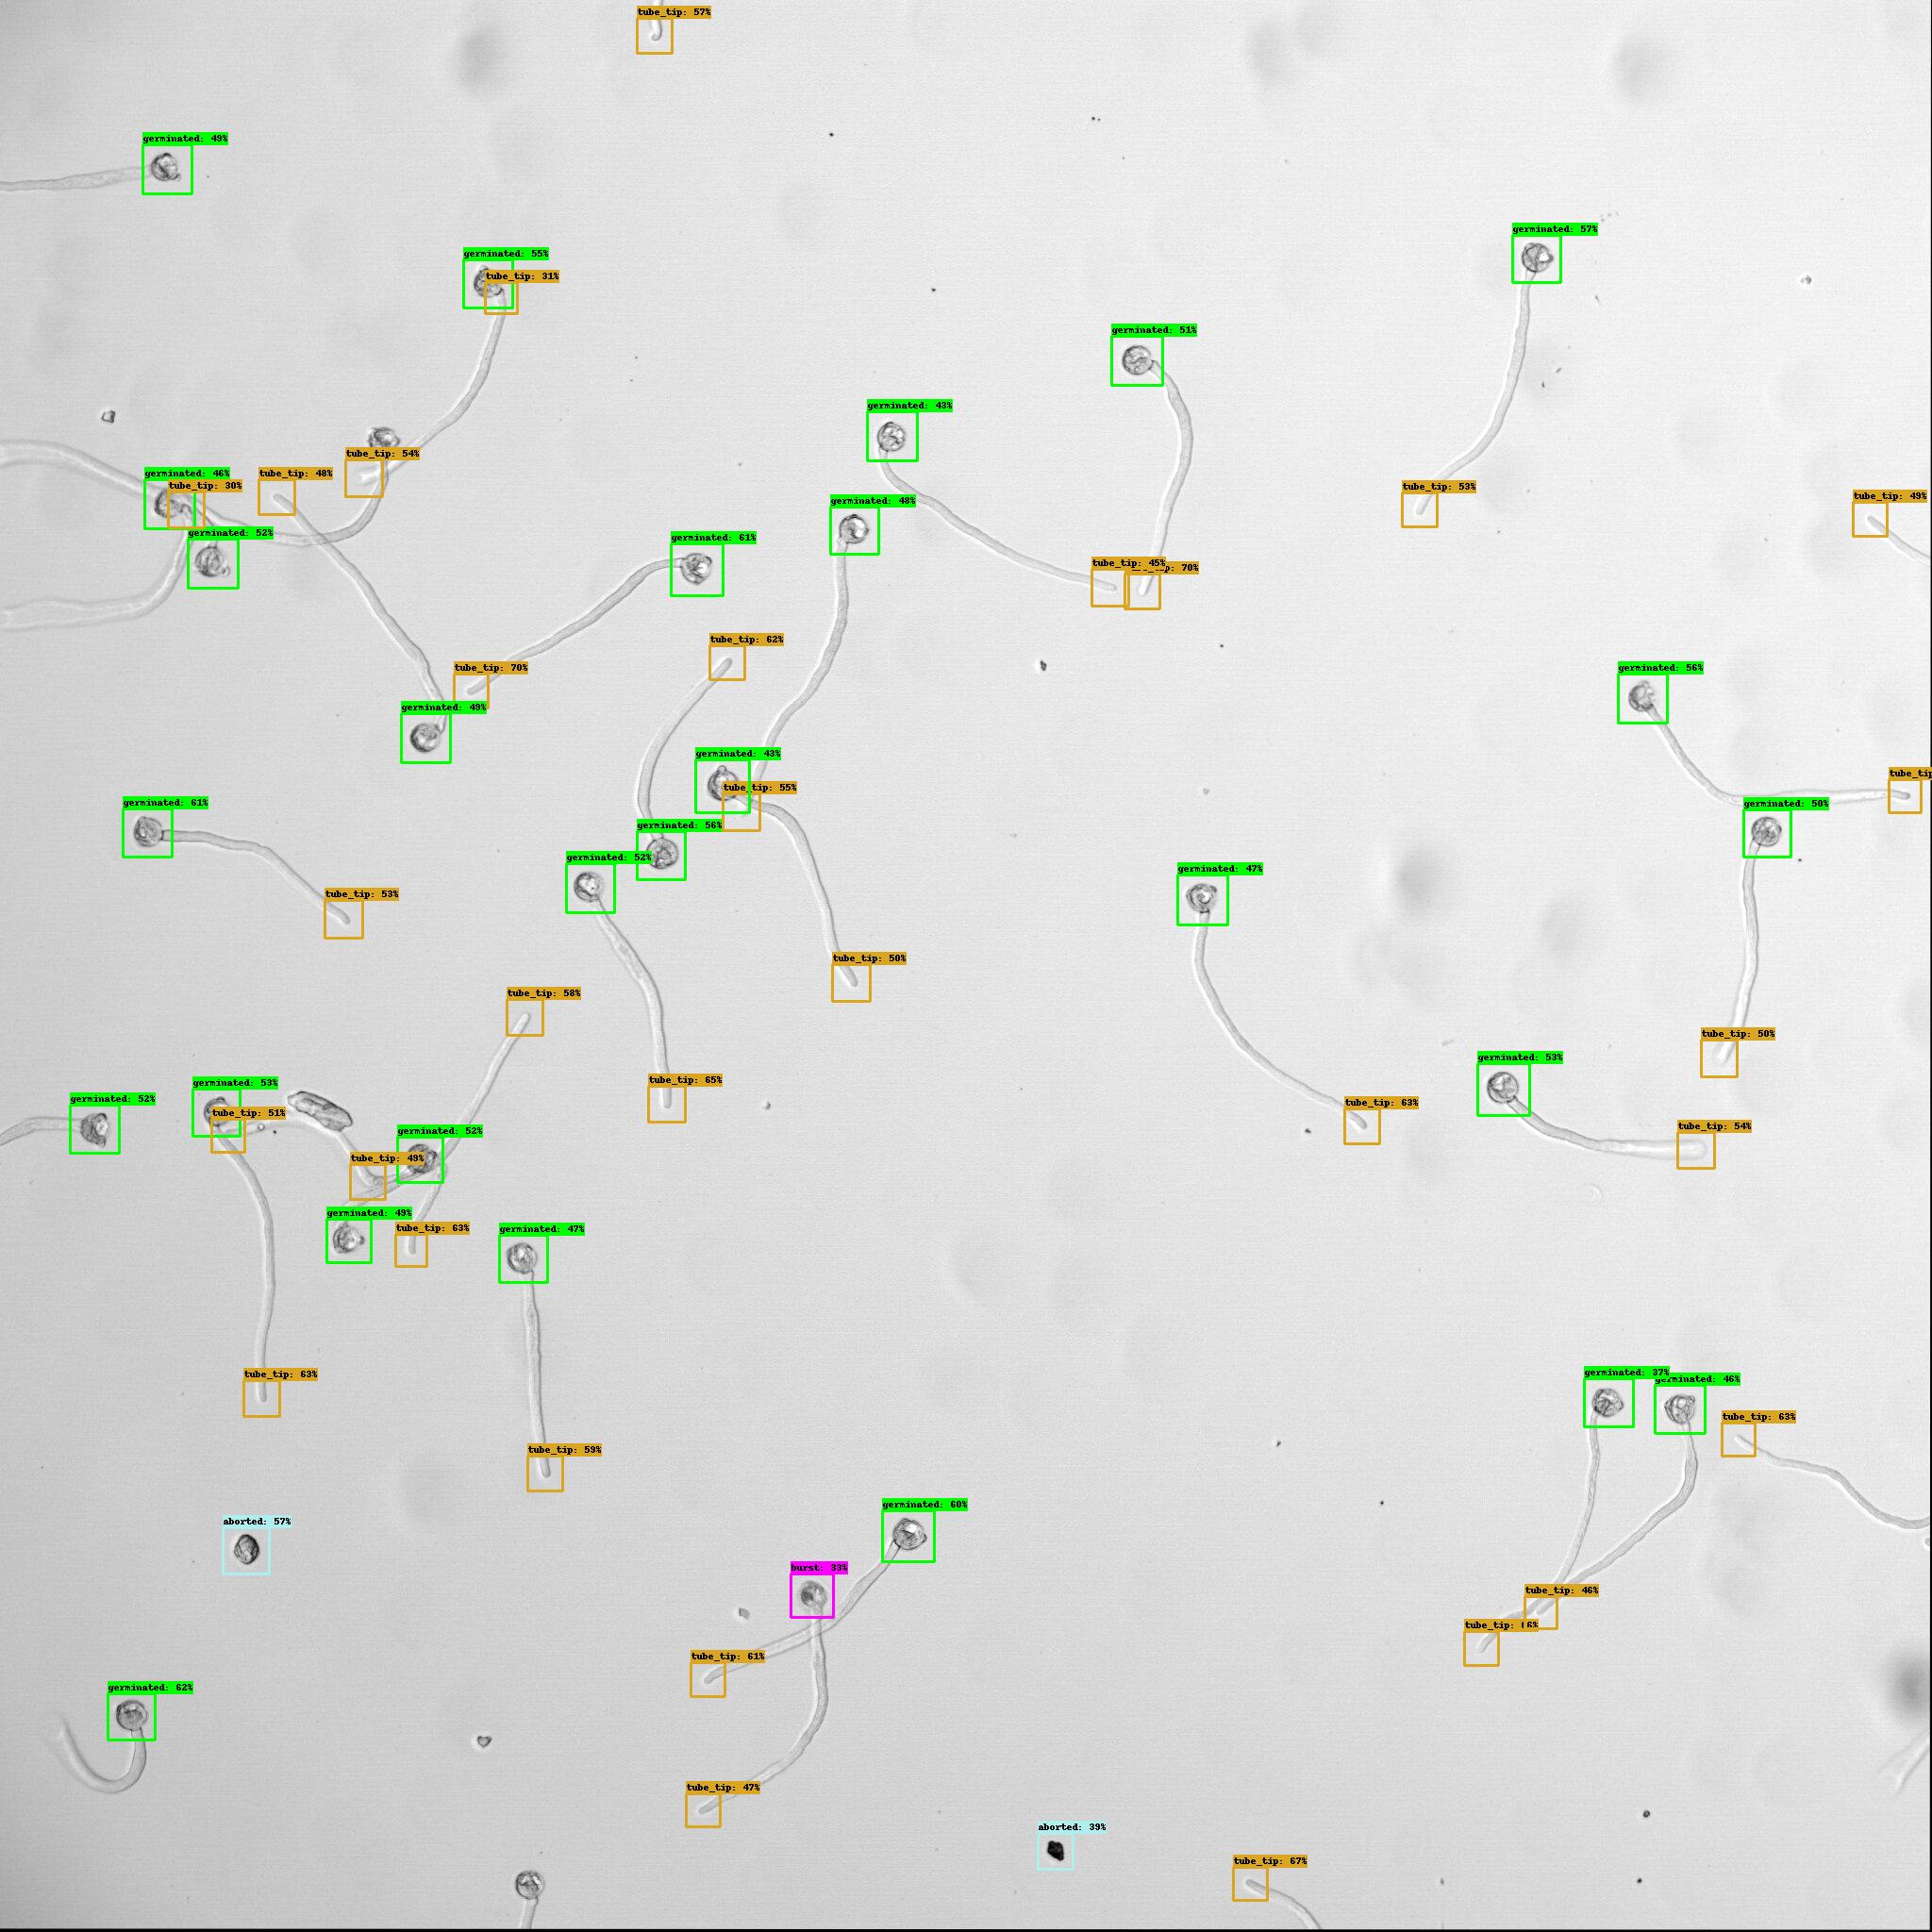 tube_tip: 57%
germinated: 49%
germinated: 57%
germinated: 55%
tube_tip: 31%
germinated: 51%
germinated: 43%
tube_tip: 54%
germinated: 46%
tube_tip: 48%
tube_tip: 30%
tube_tip: 53%
tube_tip: 49%
germinated: 48%
germinated: 52%
germinated: 61%
tube_tip: 45%
70%
tube_tip: 62%
tube_tip: 70%
germinated: 56%
germinated: 49%
germinated: 43%
tube_tip
tube_tip: 55%
germinated: 61%
germinated: 50%
germinated: 56%
germinated: 52%
germinated: 47%
tube_tip: 53%
tube_tip: 50%
tube_tip: 58%
tube_tip: 50%
germinated: 53%
tube_tip: 65%
germinated: 53%
germinated: 52%
tube_tip: 51%
tube_tip: 63%
tube_tip: 54%
germinated: 52%
tube_tip: 49%
germinated: 49%
tube_tip: 63%
germinated: 47%
tube_tip: 63%
germinated: 37%
germinated: 46%
tube_tip: 63%
tube_tip: 59%
germinated: 60%
aborted: 57%
burst: 33%
tube_tip: 46%
tube_tip:
tube_tip: 61%
germinated: 62%
tube_tip: 47%
aborted: 39%
tube_tip: 67%